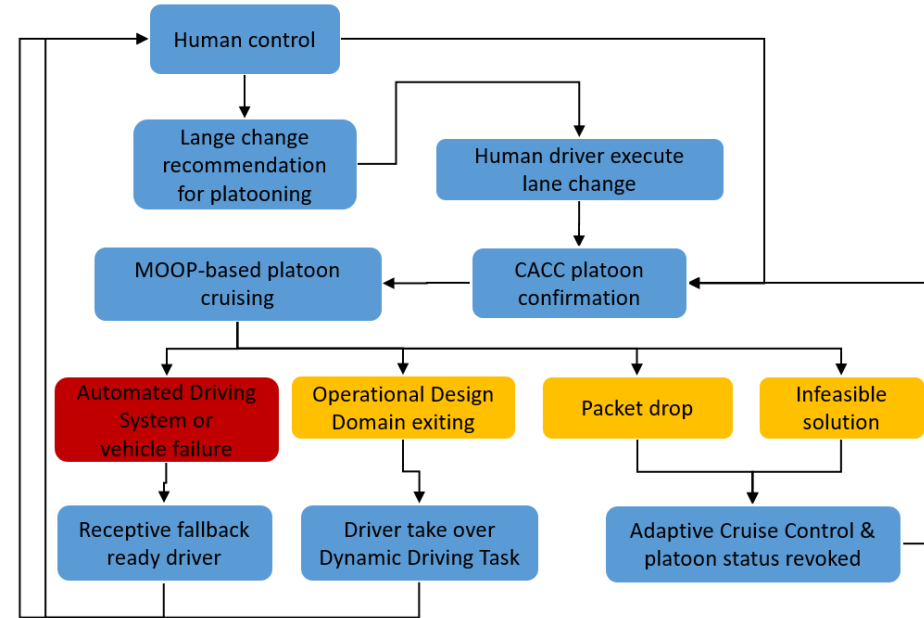 Human control
Lange change
recommendation
for platooning
Human driver execute
lane change
MOOP-based platoon
cruising
CACC platoon
confirmation
Automated Driving
System or
vehicle failure
Operational Design
Domain exiting
Packet drop
Infeasible
solution
Receptive fallback
ready driver
Driver take over
Dynamic Driving Task
Adaptive Cruise Control &
platoon status revoked